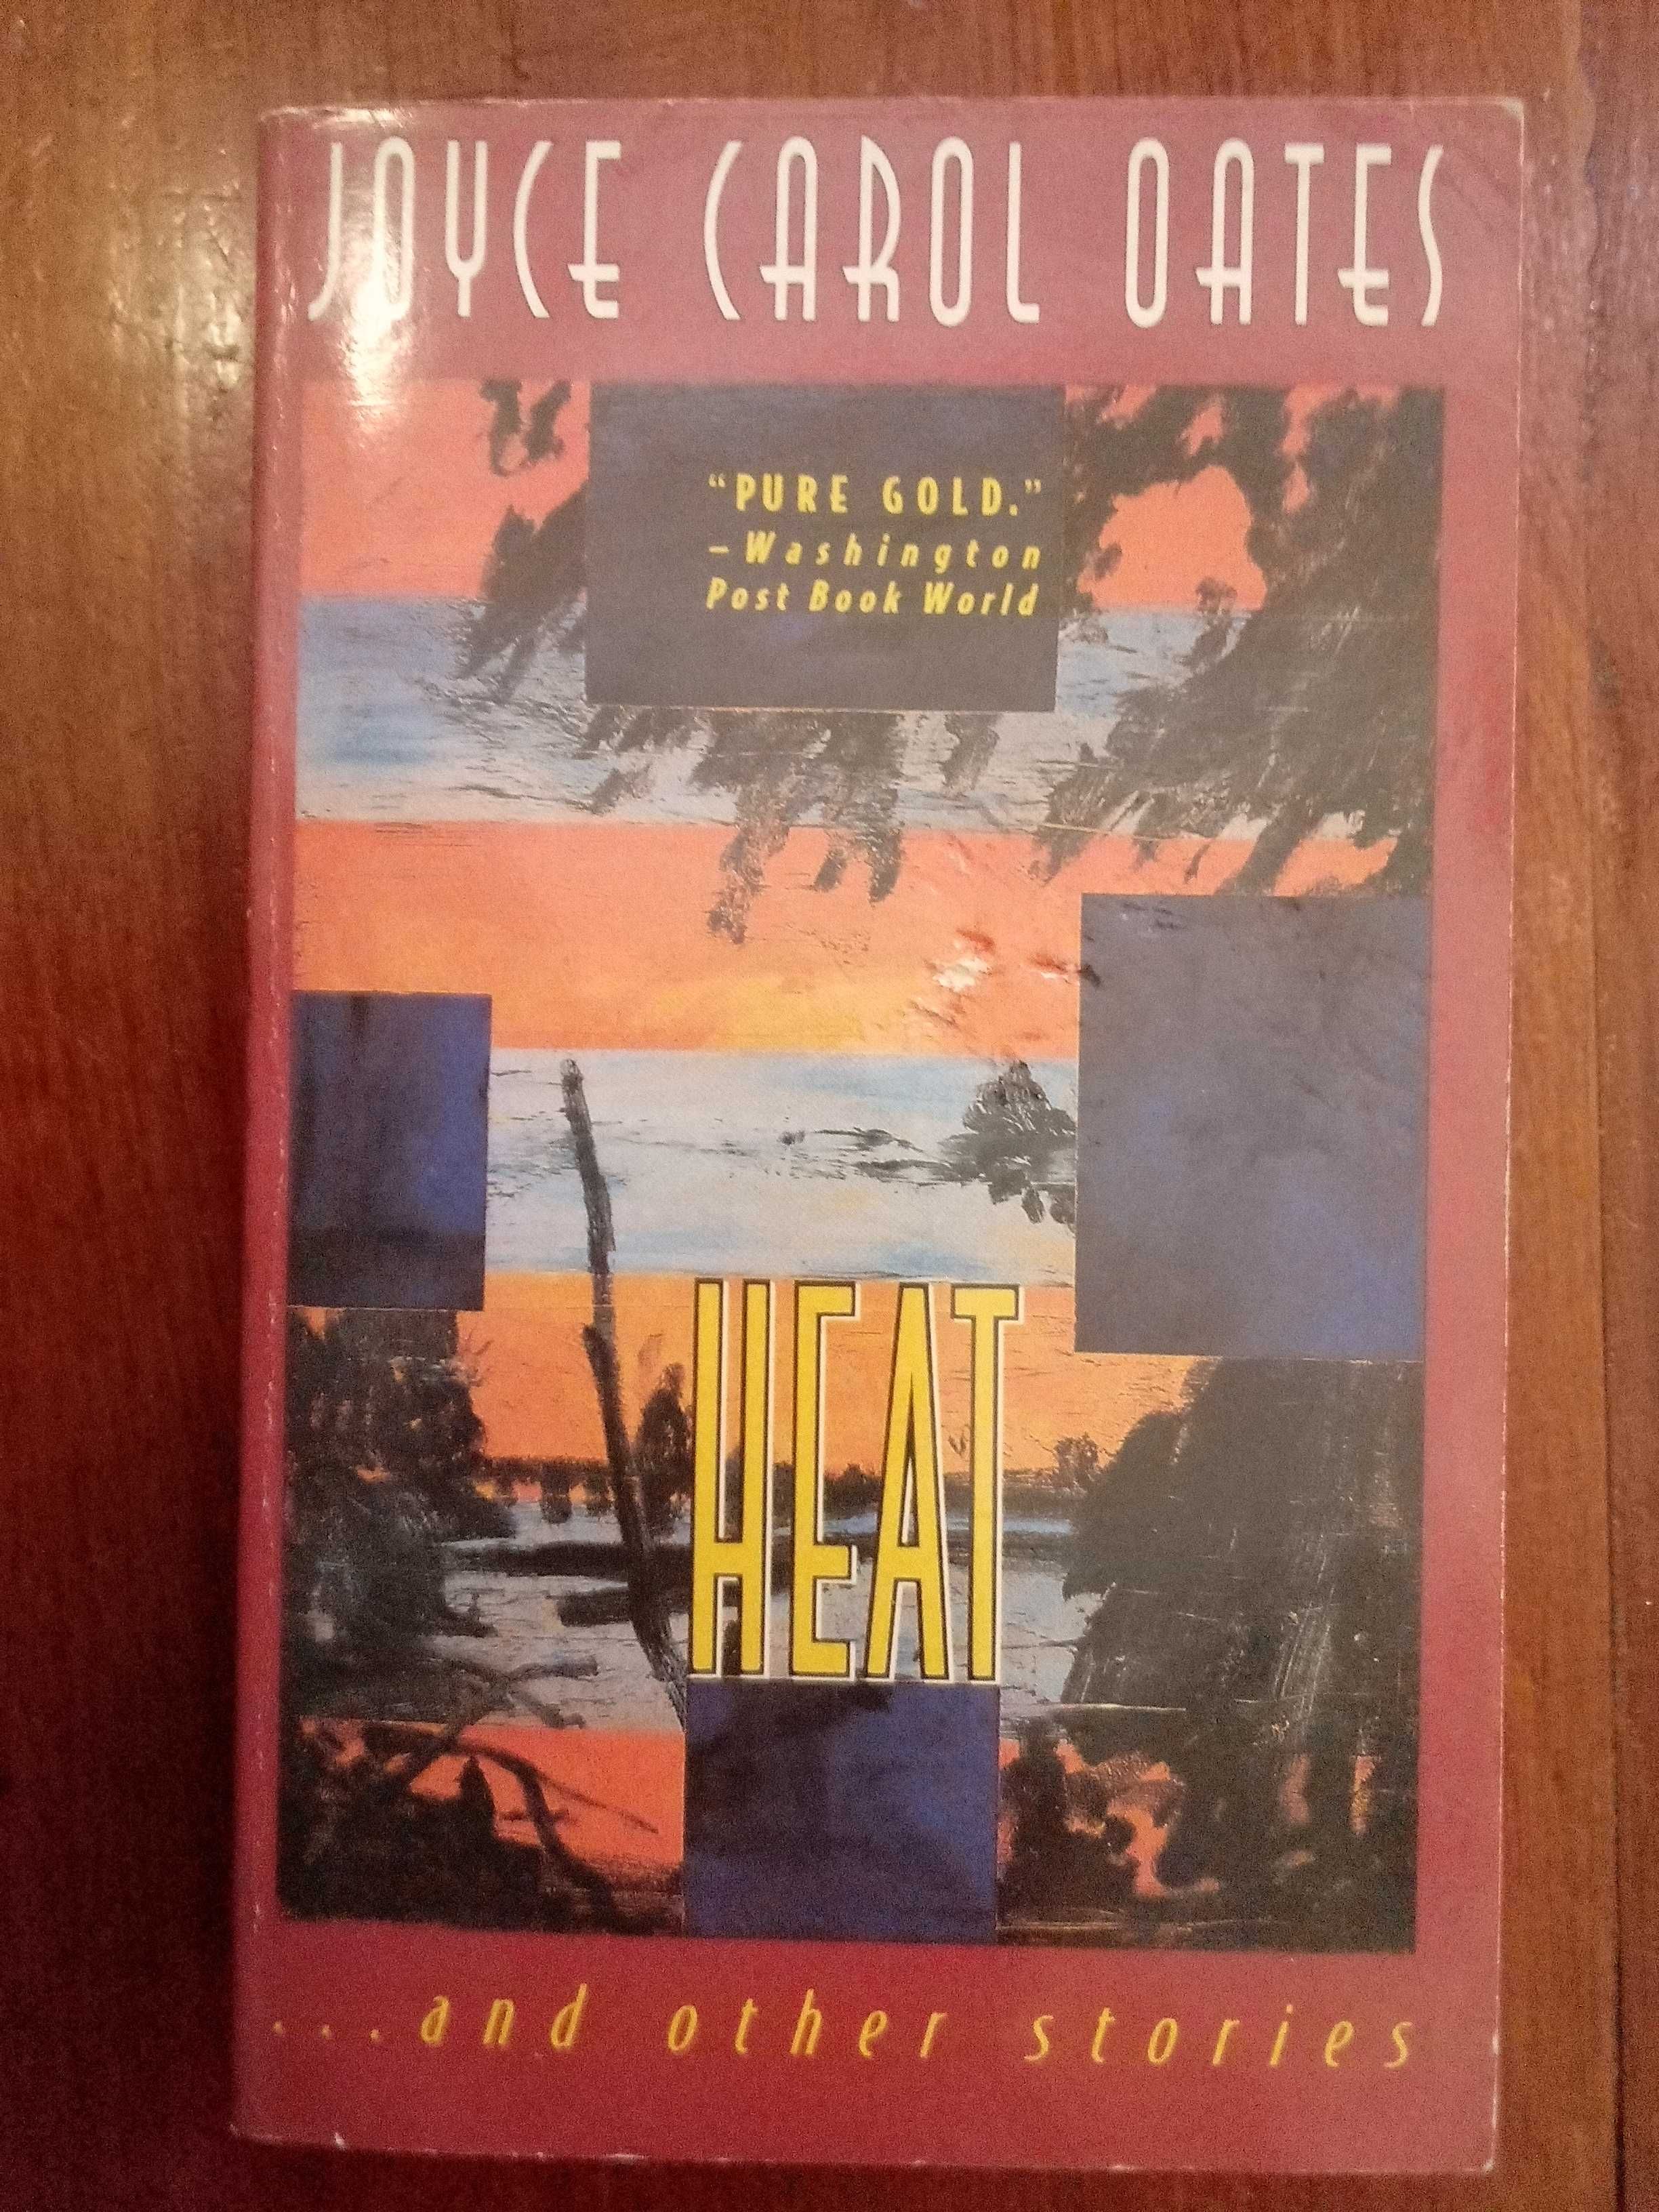 JOYCE CAROL OATES
“PURE GOLD.”
–Washington
Post Book World
HEAT
...and other stories